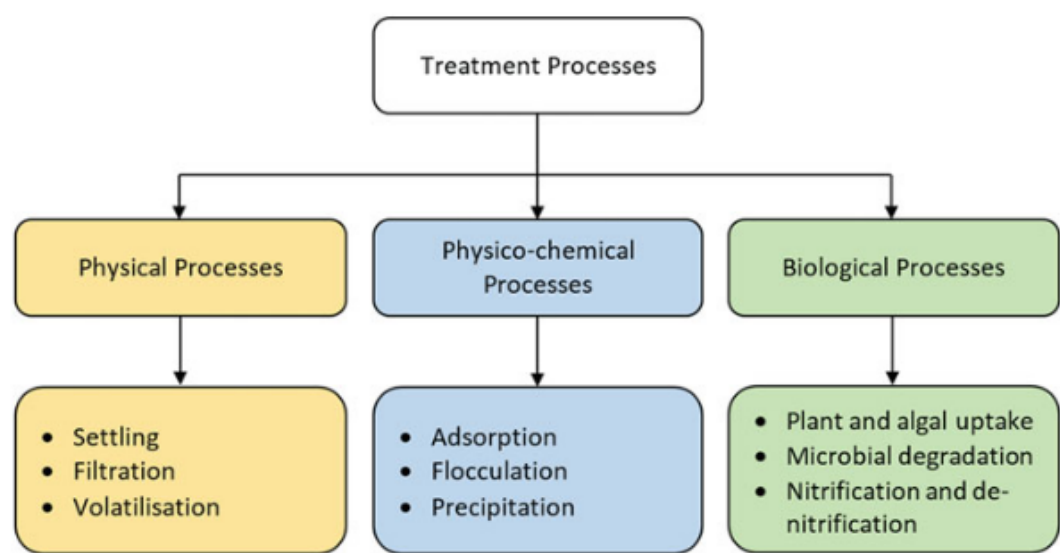 Treatment Processes
Physical Processes
Physico-chemical
Processes
Biological Processes
• Settling
• Filtration
• Volatilisation
• Adsorption
• Flocculation
• Precipitation
• Plant and algal uptake
• Microbial degradation
• Nitrification and de-
nitrification